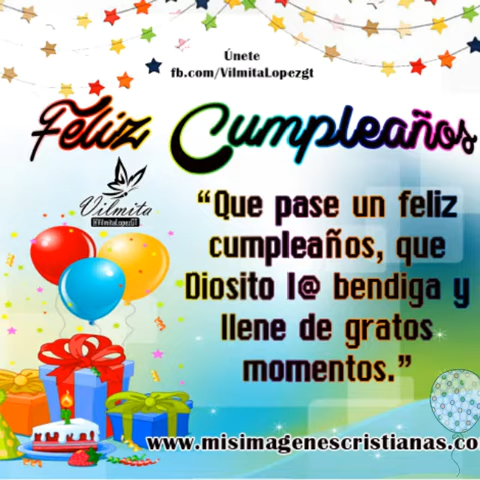 Únete
fb.com/VilmitaLopezgt
Feliz Cumpleaños
Vilmita
@VilmitaLopezGT
"Que pase un feliz
cumpleaños, que
Diosito l@ bendiga y
llene de gratos
momentos."
www.misimagenescristianas.co